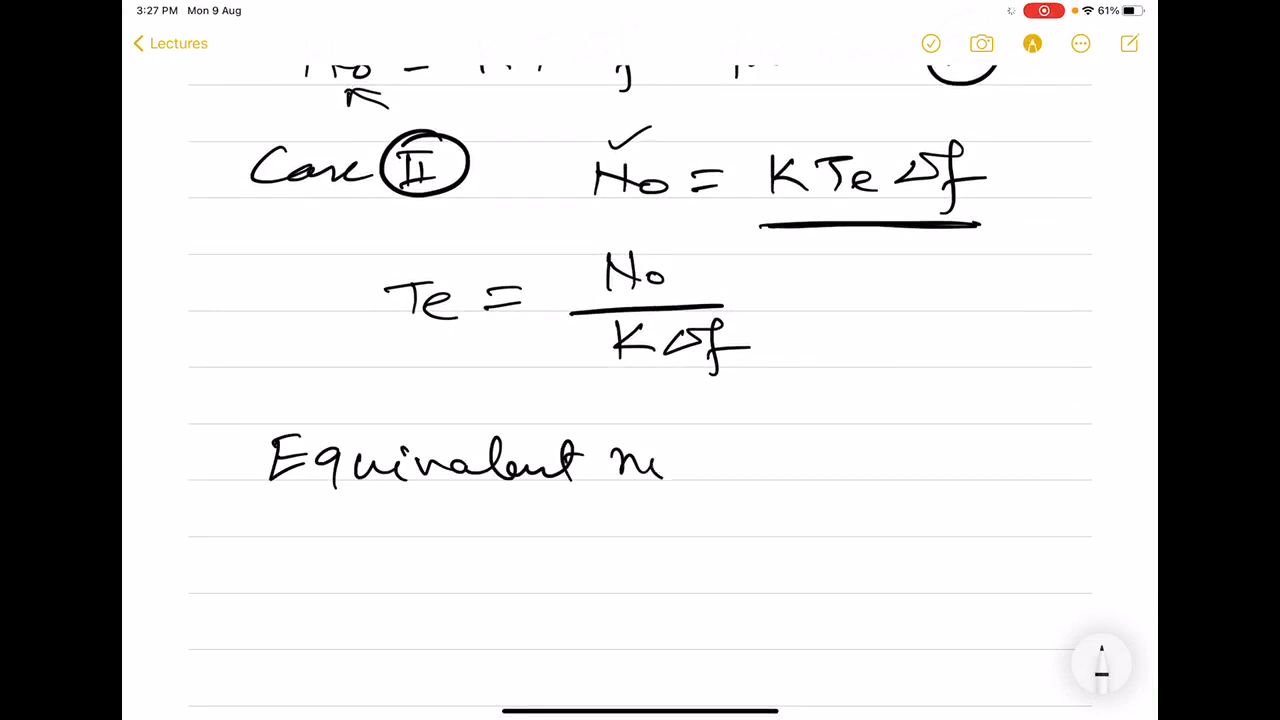 3:27 PM Mon 9 Aug 61%
Lectures
Case II No = KTeΔf
Te = No
KΔf
Equivalent